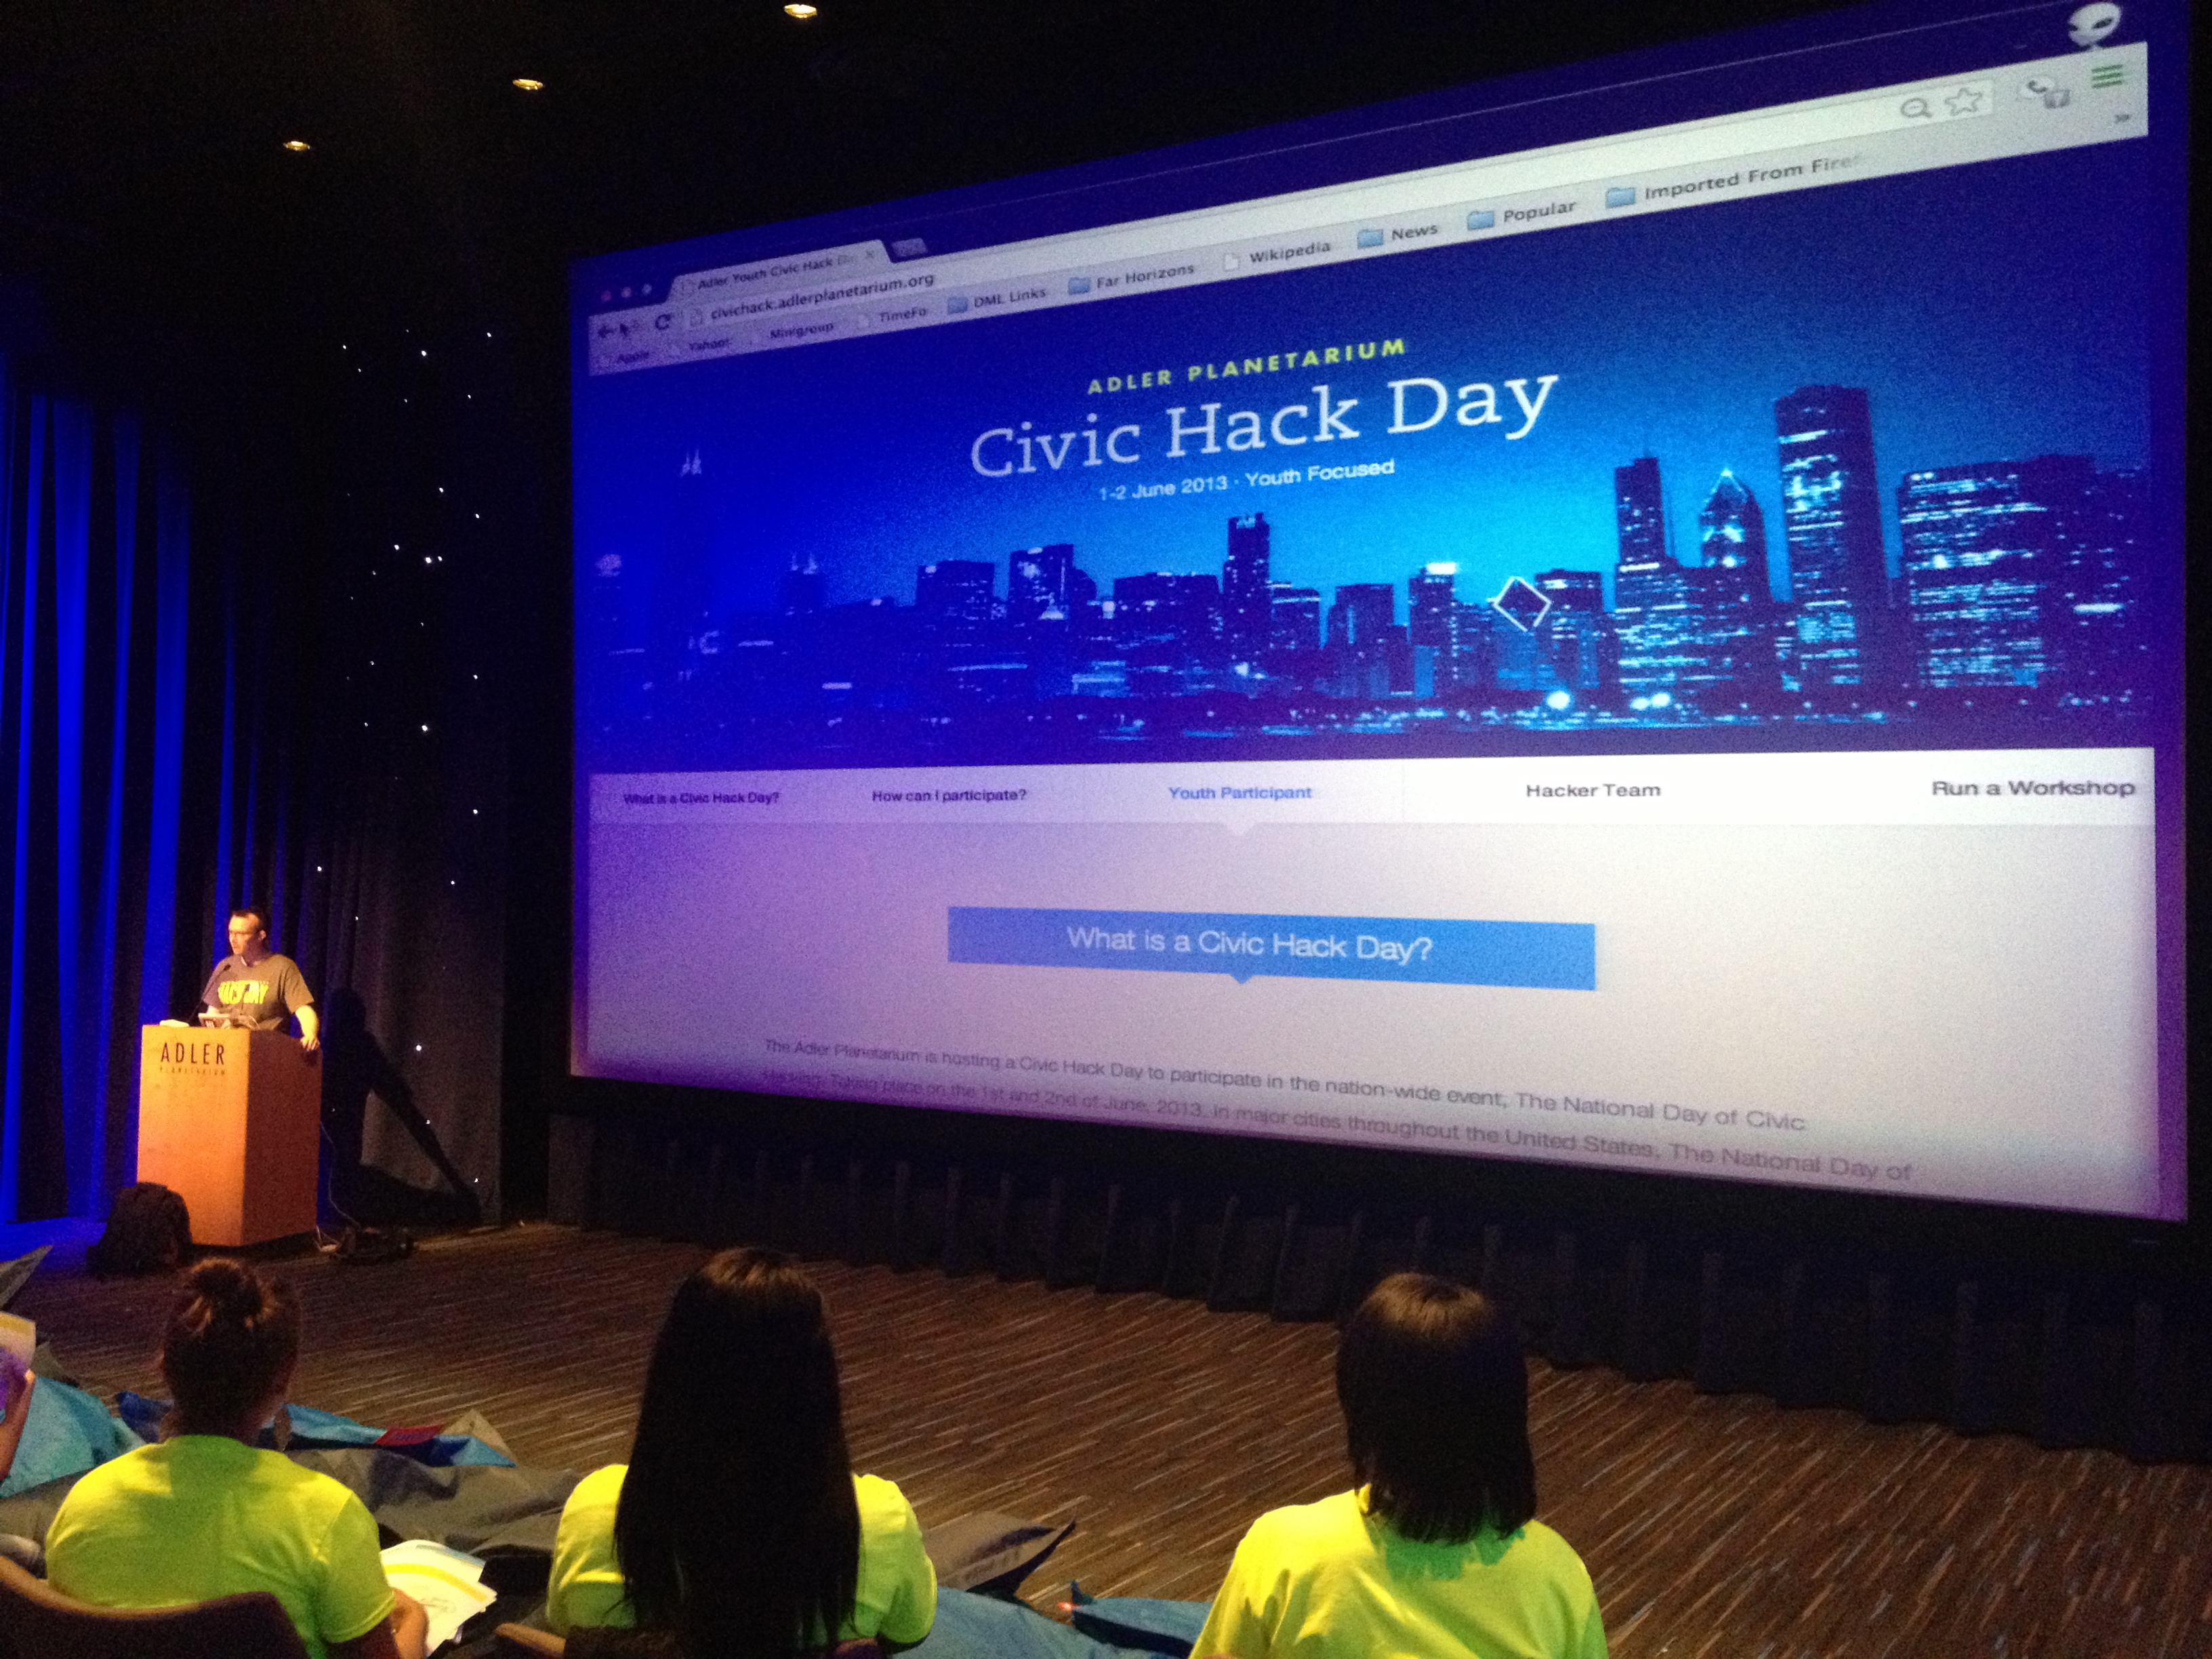 Adler Youth Civic Hack
civichack.adlerplanetarium.org
Apple Yahoo! Minigroup TimeFo DML Links Far Horizons Wikipedia News Popular Imported From Firef
ADLER PLANETARIUM
Civic Hack Day
1-2 June 2013 · Youth Focused
What is a Civic Hack Day? How can I participate? Youth Participant Hacker Team Run a Workshop
What is a Civic Hack Day?
The Adler Planetarium is hosting a Civic Hack Day to participate in the nation-wide event, The National Day of Civic
Hacking. Taking place on the 1st and 2nd of June, 2013, in major cities throughout the United States, The National Day of
HACK DAY
ADLER
PLANETARIUM